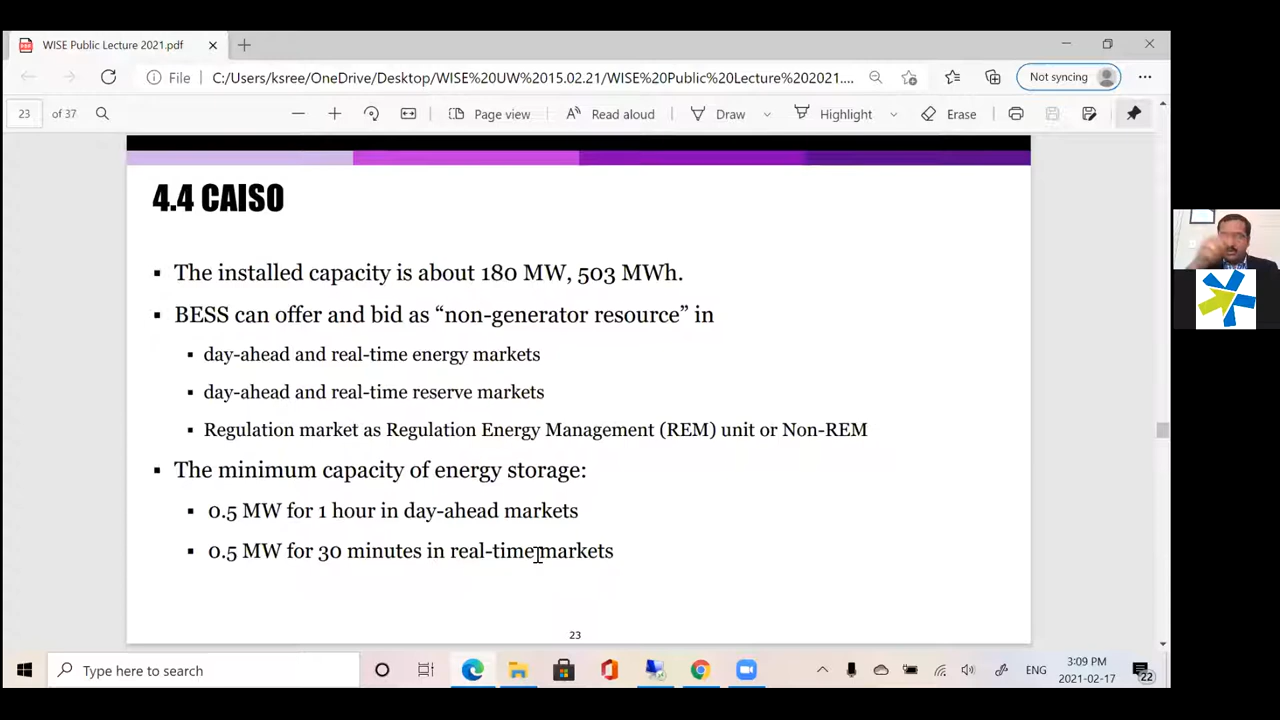 WISE Public Lecture 2021.pdf
File
C:/Users/ksree/OneDrive/Desktop/WISE%20UW%2015.02.21/WISE%20Public%20Lecture%202021....
Not syncing
23 of 37
Page view
Read aloud
Draw
Highlight
Erase
4.4 CAISO
▪ The installed capacity is about 180 MW, 503 MWh.
▪ BESS can offer and bid as “non-generator resource” in
▪ day-ahead and real-time energy markets
▪ day-ahead and real-time reserve markets
▪ Regulation market as Regulation Energy Management (REM) unit or Non-REM
▪ The minimum capacity of energy storage:
▪ 0.5 MW for 1 hour in day-ahead markets
▪ 0.5 MW for 30 minutes in real-time markets
23
Type here to search
ENG
3:09 PM
2021-02-17
22